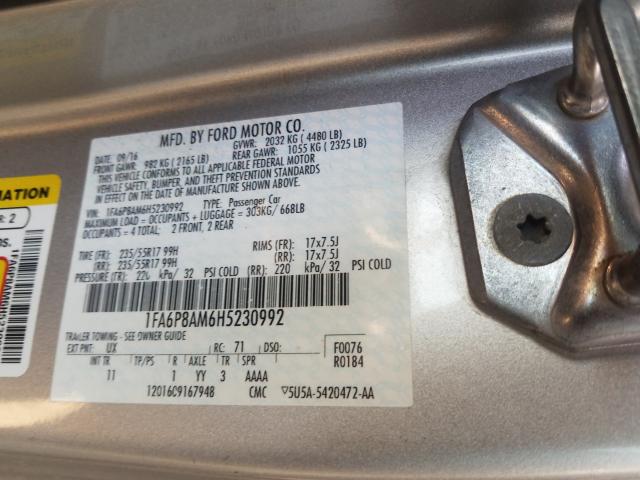 MFD. BY FORD MOTOR CO.
DATE: 09/16 GVWR: 2032 KG ( 4480 LB)
FRONT GAWR: 982 KG ( 2165 LB) REAR GAWR: 1055 KG ( 2325 LB)
THIS VEHICLE CONFORMS TO ALL APPLICABLE FEDERAL MOTOR
VEHICLE SAFETY, BUMPER, AND THEFT PREVENTION STANDARDS
IN EFFECT ON THE DATE OF MANUFACTURE SHOWN ABOVE.
VIN: 1FA6P8AM6H5230992 TYPE: Passenger Car
MAXIMUM LOAD = OCCUPANTS + LUGGAGE = 303KG/ 668LB
OCCUPANTS = 4 TOTAL: 2 FRONT, 2 REAR
TIRE (FR): 235/55R17 99H RIMS (FR): 17x7.5J
(RR): 235/55R17 99H (RR): 17x7.5J
PRESSURE (FR): 220 kPa/ 32 PSI COLD (RR): 220 kPa/ 32 PSI COLD
1FA6P8AM6H5230992
TRAILER TOWING - SEE OWNER GUIDE
EXT PNT: UX RC: 71 DSO: F0076
INT TR TP/PS R AXLE TR SPR R0184
11 1 YY 3 AAAA
1201609167948 CMC 5U5A-5420472-AA
MATION
R: 2
bs.